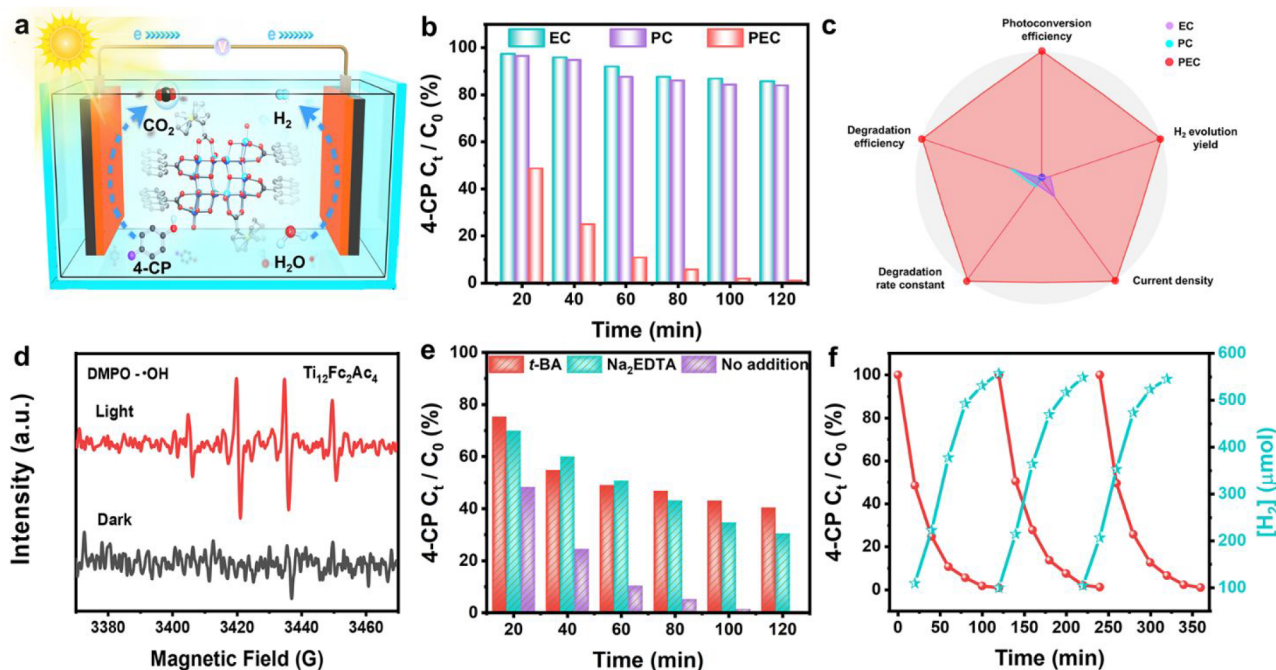 a
e
e
V
CO₂
H₂
4-CP
H₂O
b
EC
PC
PEC
4-CP Cₜ / C₀ (%)
100
80
60
40
20
0
20 40 60 80 100 120
Time (min)
c
EC
PC
PEC
Photoconversion
efficiency
H₂ evolution
yield
Current density
Degradation
rate constant
Degradation
efficiency
d
DMPO -·OH
Ti₁₂Fc₂Ac₄
Light
Dark
Intensity (a.u.)
3380 3400 3420 3440 3460
Magnetic Field (G)
e
t-BA
Na₂EDTA
No addition
4-CP Cₜ / C₀ (%)
100
80
60
40
20
0
20 40 60 80 100 120
Time (min)
f
4-CP Cₜ / C₀ (%)
100
80
60
40
20
0
0 50 100 150 200 250 300 350
Time (min)
600
500
400
300
200
100
[H₂] (μmol)